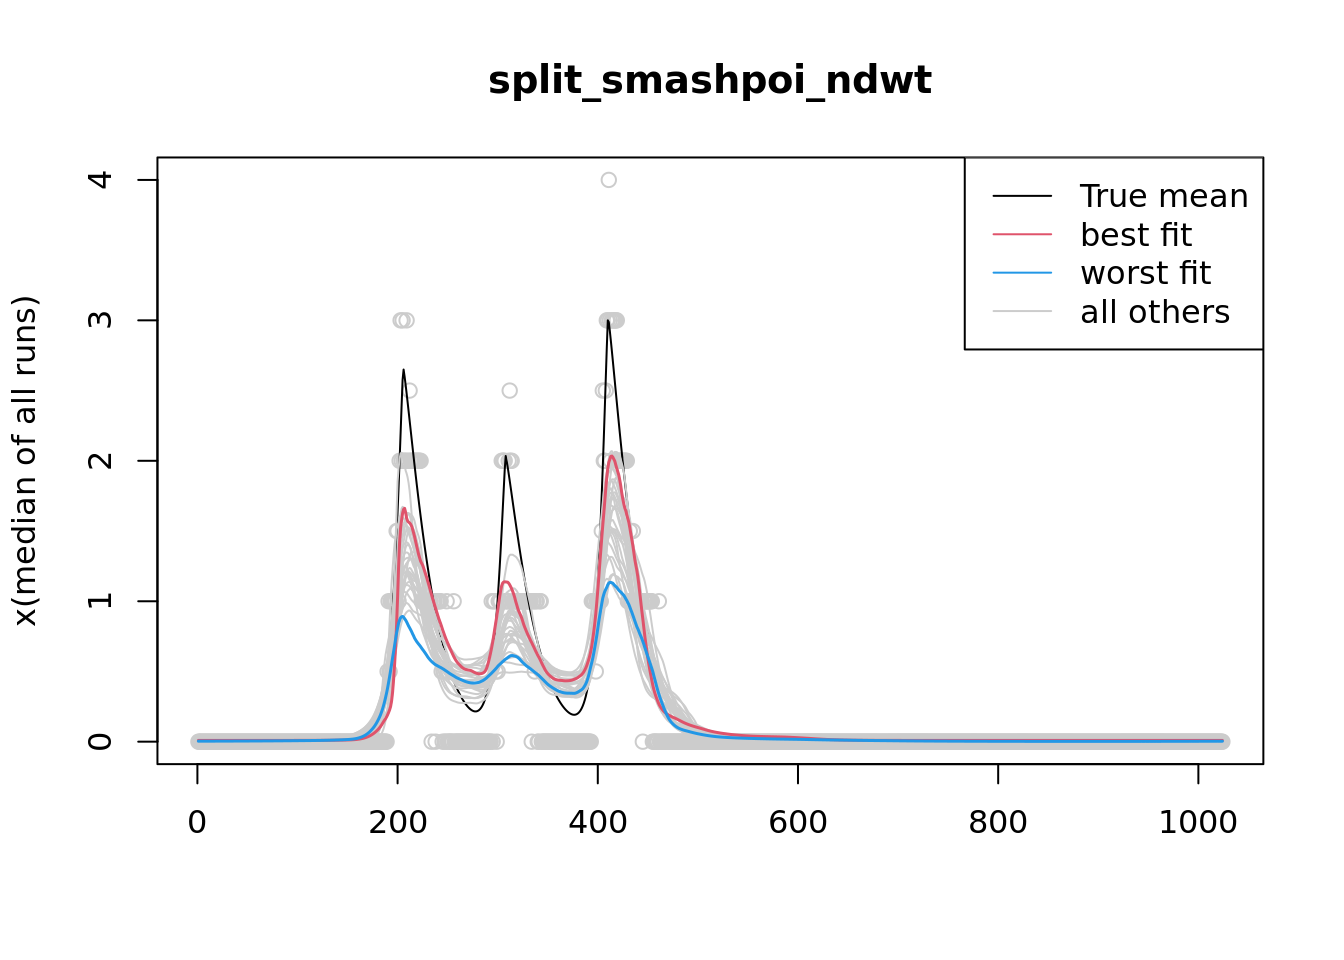 split_smashpoi_ndwt
True mean
best fit
worst fit
all others
x(median of all runs)
4
3
2
1
0
0 200 400 600 800 1000